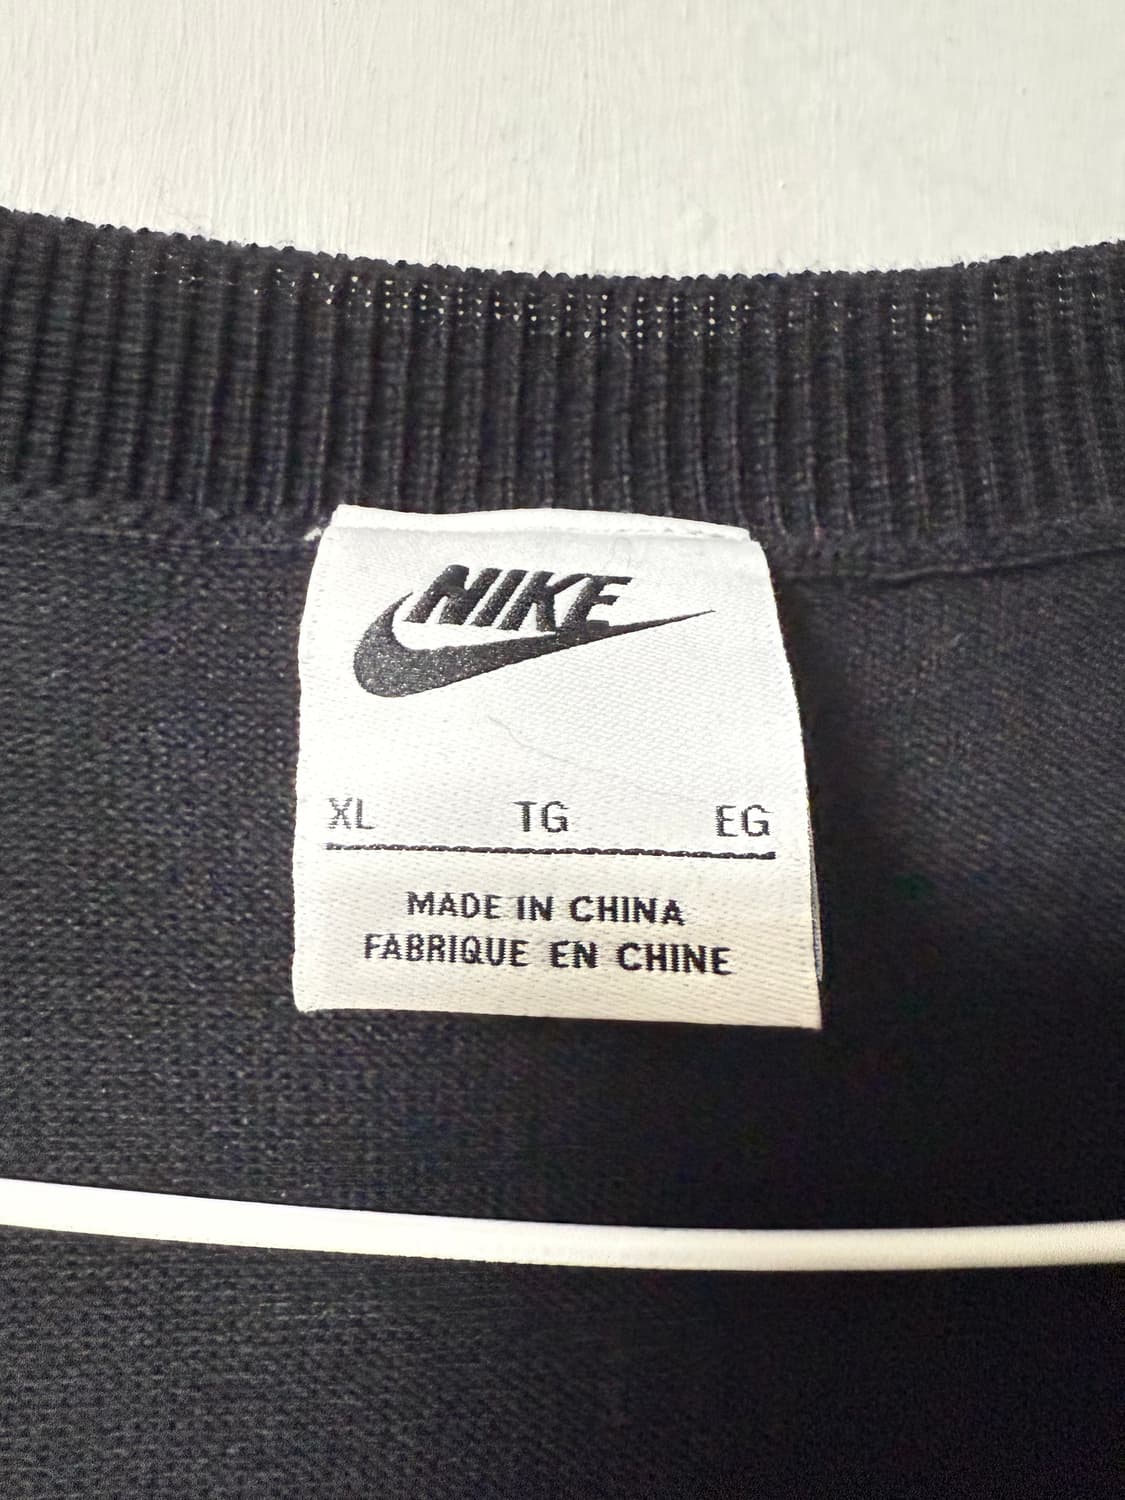 NIKE
XL TG EG
MADE IN CHINA
FABRIQUE EN CHINE